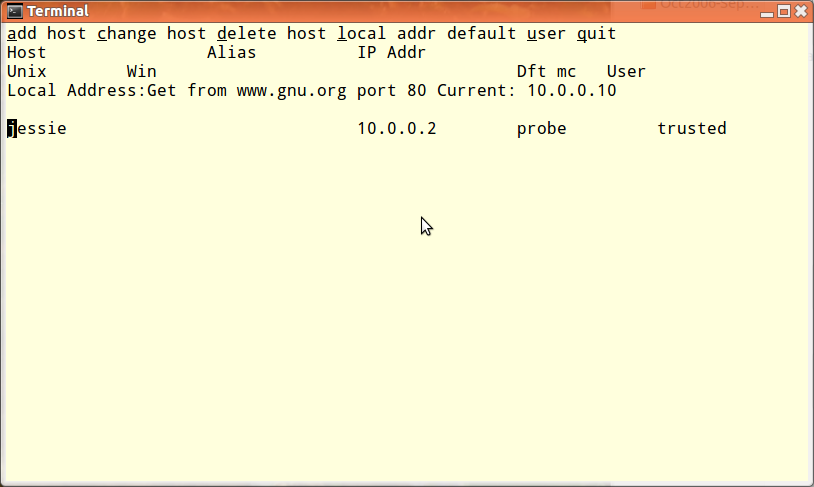 Terminal
Oct2006-Sep...
add host change host delete host local addr default user quit
Host Alias IP Addr
Unix Win Dft mc User
Local Address:Get from www.gnu.org port 80 Current: 10.0.0.10
jessie 10.0.0.2 probe trusted